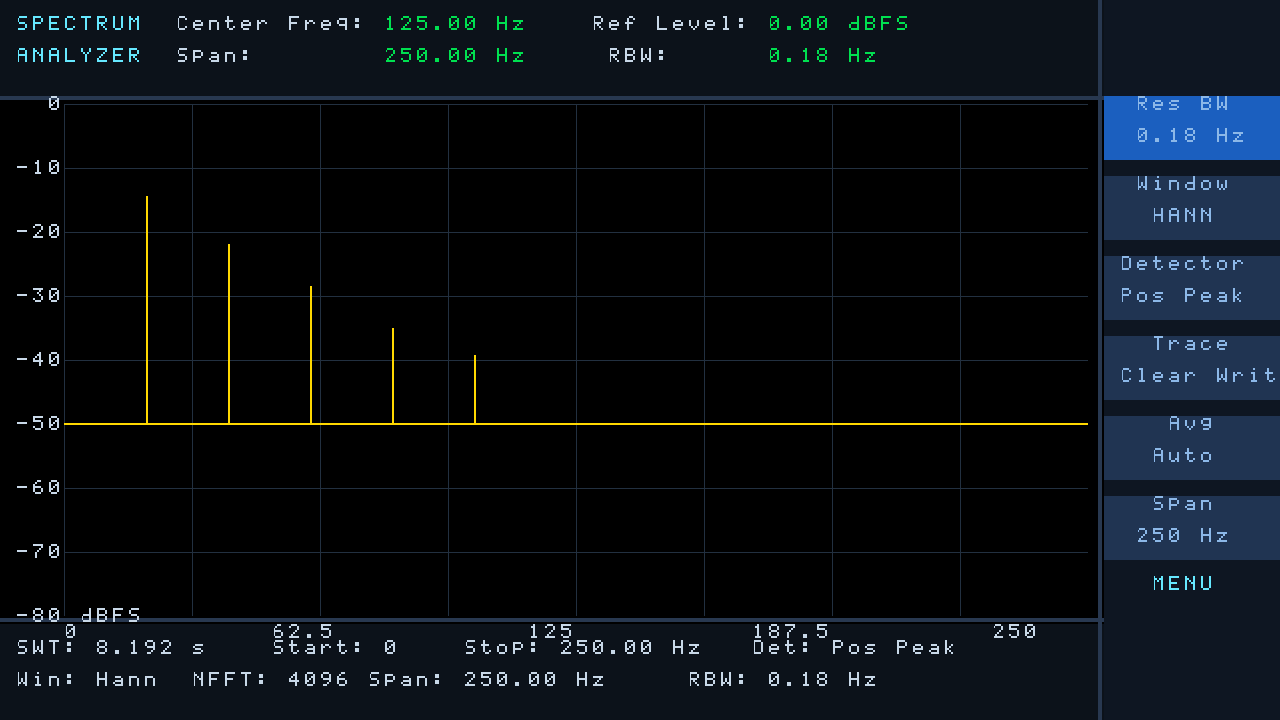 SPECTRUM Center Freq: 125.00 Hz Ref Level: 0.00 dBFS
ANALYZER Span: 250.00 Hz RBW: 0.18 Hz
0
-10
-20
-30
-40
-50
-60
-70
-80 dBFS
0 62.5 125 187.5 250
Res BW
0.18 Hz
Window
HANN
Detector
Pos Peak
Trace
Clear Writ
Avg
Auto
Span
250 Hz
MENU
SWT: 8.192 s Start: 0 Stop: 250.00 Hz Det: Pos Peak
Win: Hann NFFT: 4096 Span: 250.00 Hz RBW: 0.18 Hz